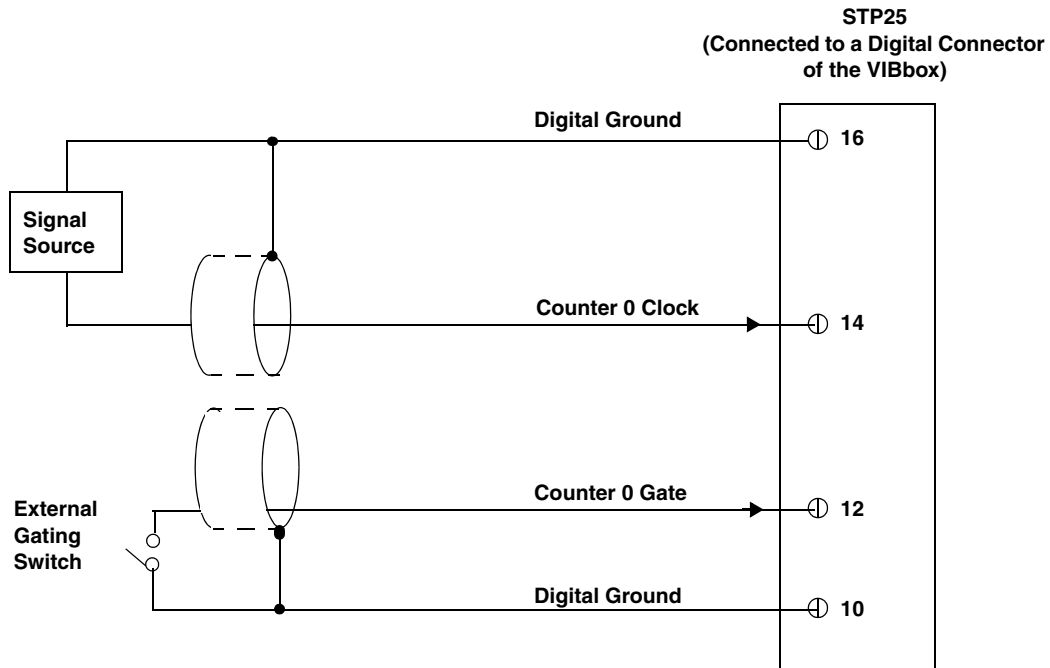 STP25
(Connected to a Digital Connector
of the VIBbox)
Digital Ground
16
Signal
Source
Counter 0 Clock
14
Counter 0 Gate
12
External
Gating
Switch
Digital Ground
10